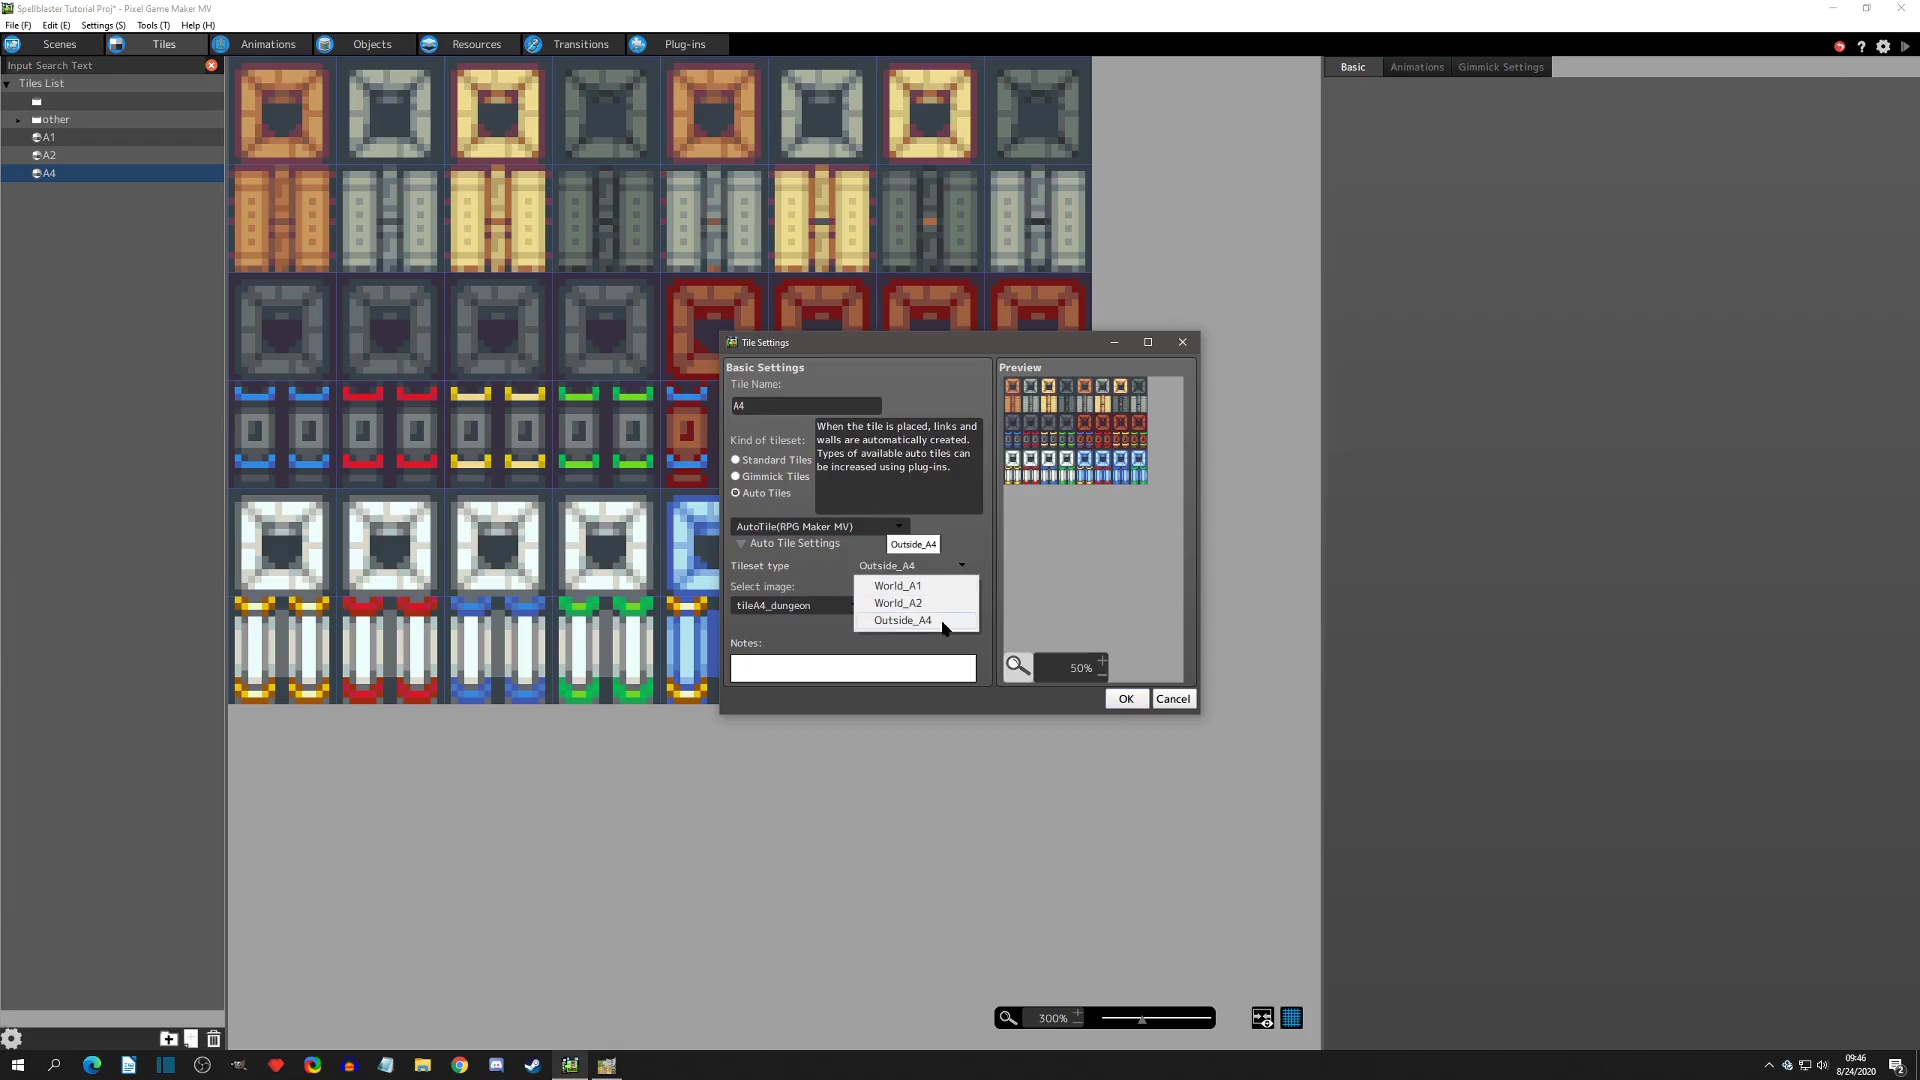 Spellblaster Tutorial Proj* - Pixel Game Maker MV
File (F) Edit (E) Settings (S) Tools (T) Help (H)
Scenes Tiles Animations Objects Resources Transitions Plug-ins
Input Search Text
Tiles List
other
A1
A2
A4
Basic Animations Gimmick Settings
Tile Settings
Basic Settings
Tile Name:
A4
Kind of tileset:
Standard Tiles
Gimmick Tiles
Auto Tiles
When the tile is placed, links and
walls are automatically created.
Types of available auto tiles can
be increased using plug-ins.
AutoTile(RPG Maker MV)
Auto Tile Settings
Outside_A4
Tileset type Outside_A4
World_A1
World_A2
Outside_A4
Select image:
tileA4_dungeon
Notes:
Preview
50%
OK Cancel
300%
09:46
8/24/2020
2